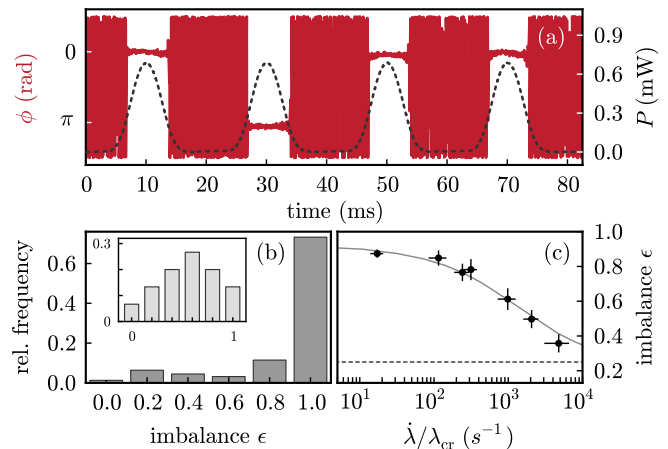 (a)
0
π
ϕ (rad)
0.9
0.6
0.3
0.0
P (mW)
0 10 20 30 40 50 60 70 80
time (ms)
(b)
0.6
0.4
0.2
0.0
rel. frequency
0.3
0
0 1
0.0 0.2 0.4 0.6 0.8 1.0
imbalance ϵ
(c)
1.0
0.8
0.6
0.4
0.2
imbalance ϵ
10¹ 10² 10³ 10⁴
λ̇/λcr (s⁻¹)